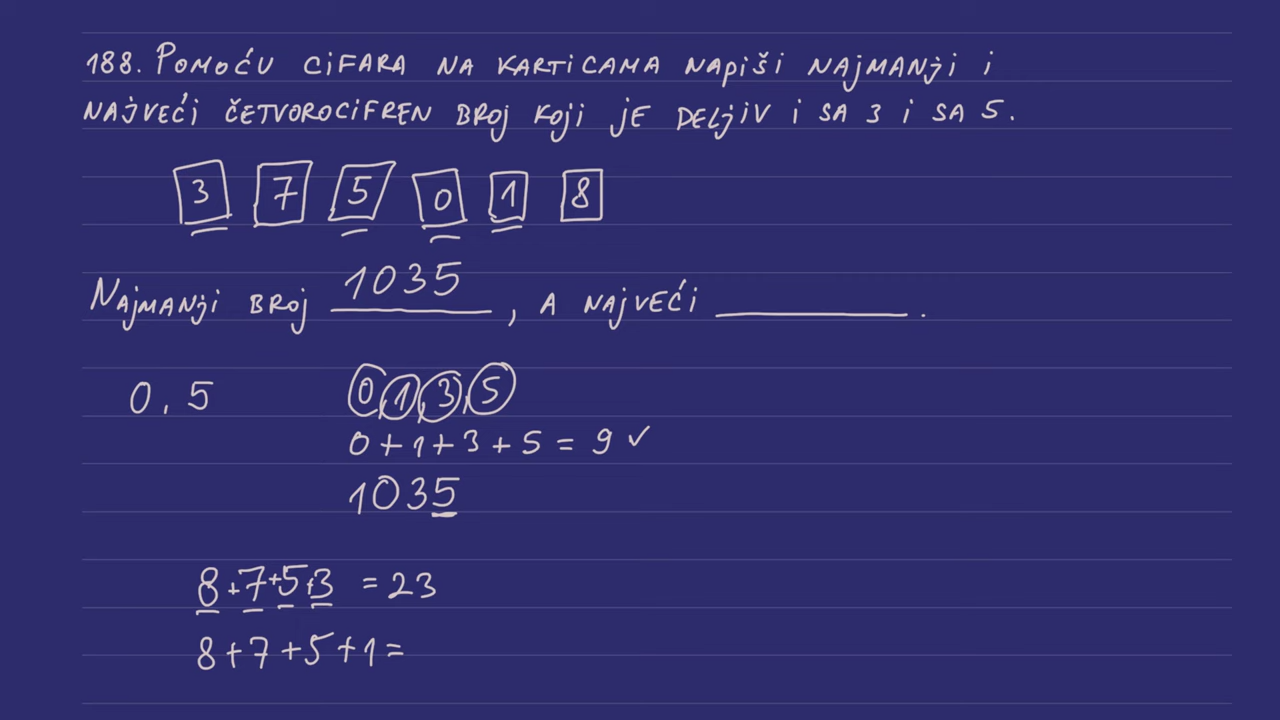 188. POMOĆU CIFARA NA KARTICAMA NAPIŠI NAJMANJI I
NAJVEĆI ČETVOROCIFREN BROJ KOJI JE DELJIV I SA 3 I SA 5.
3 7 5 0 1 8
NAJMANJI BROJ 1035, A NAJVEĆI ________.
0, 5
0, 1, 3, 5
0+1+3+5=9✓
1035
8+7+5+3=23
8+7+5+1=